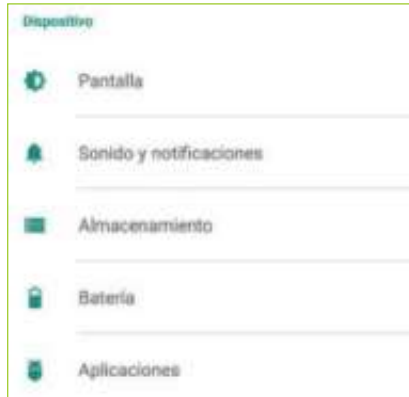 Dispositivo
Pantalla
Sonido y notificaciones
Almacenamiento
Batería
Aplicaciones